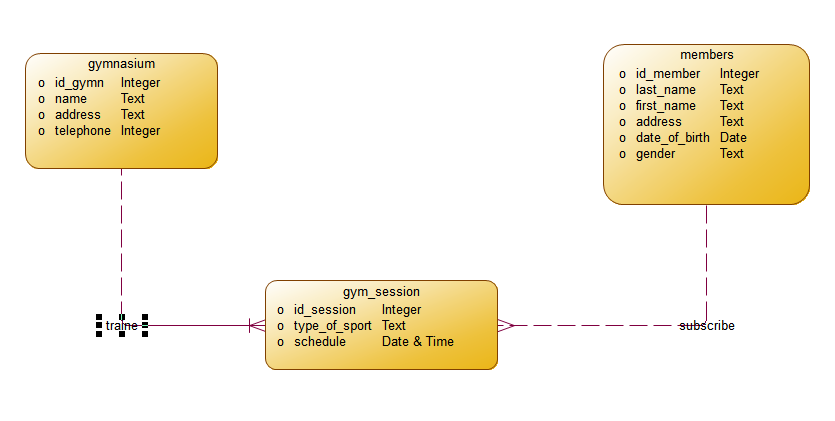 gymnasium
o id_gymn Integer
o name Text
o address Text
o telephone Integer
members
o id_member Integer
o last_name Text
o first_name Text
o address Text
o date_of_birth Date
o gender Text
gym_session
o id_session Integer
o type_of_sport Text
o schedule Date & Time
traine
subscribe